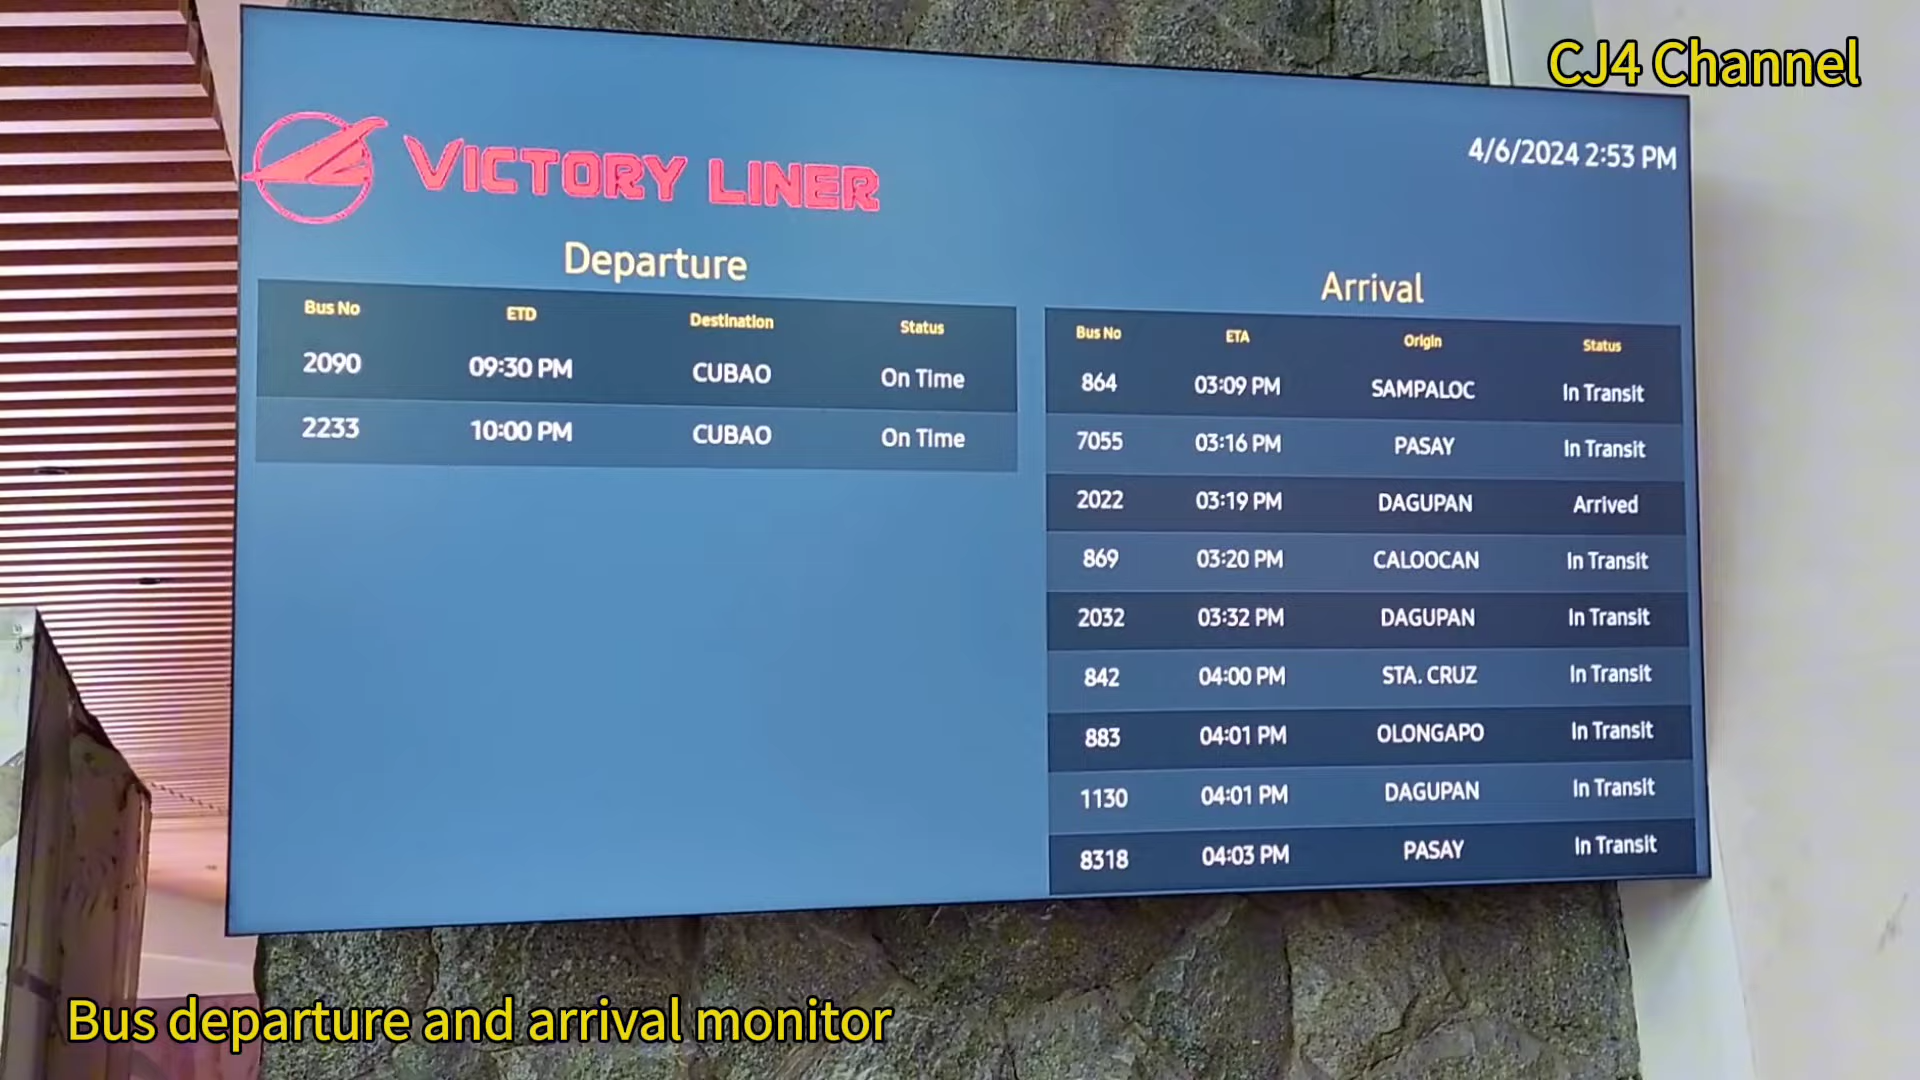 CJ4 Channel
VICTORY LINER
4/6/2024 2:53 PM
Departure
Bus No ETD Destination Status
2090 09:30 PM CUBAO On Time
2233 10:00 PM CUBAO On Time
Arrival
Bus No ETA Origin Status
864 03:09 PM SAMPALOC In Transit
7055 03:16 PM PASAY In Transit
2022 03:19 PM DAGUPAN Arrived
869 03:20 PM CALOOCAN In Transit
2032 03:32 PM DAGUPAN In Transit
842 04:00 PM STA. CRUZ In Transit
883 04:01 PM OLONGAPO In Transit
1130 04:01 PM DAGUPAN In Transit
8318 04:03 PM PASAY In Transit
Bus departure and arrival monitor